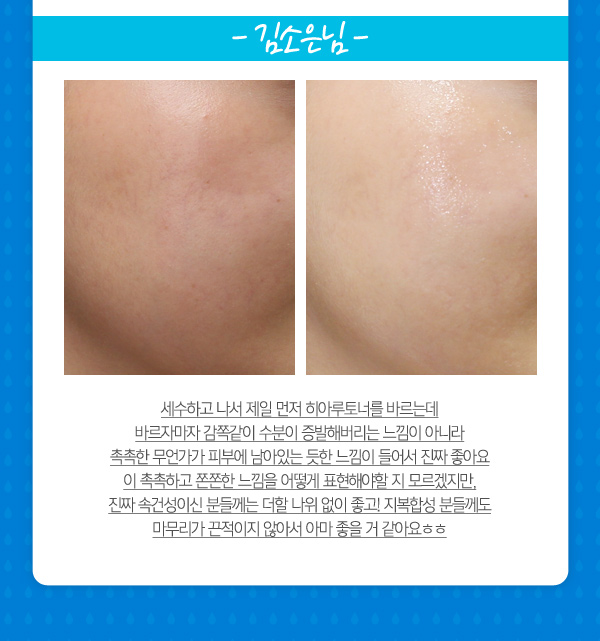 - 김소은님 -
세수하고 나서 제일 먼저 히아루토너를 바르는데
바르자마자 감쪽같이 수분이 증발해버리는 느낌이 아니라
촉촉한 무언가가 피부에 남아있는 듯한 느낌이 들어서 진짜 좋아요
이 촉촉하고 쫀쫀한 느낌을 어떻게 표현해야할 지 모르겠지만,
진짜 속건성이신 분들께는 더할 나위 없이 좋고! 지복합성 분들께도
마무리가 끈적이지 않아서 아마 좋을 거 같아요ㅎㅎ